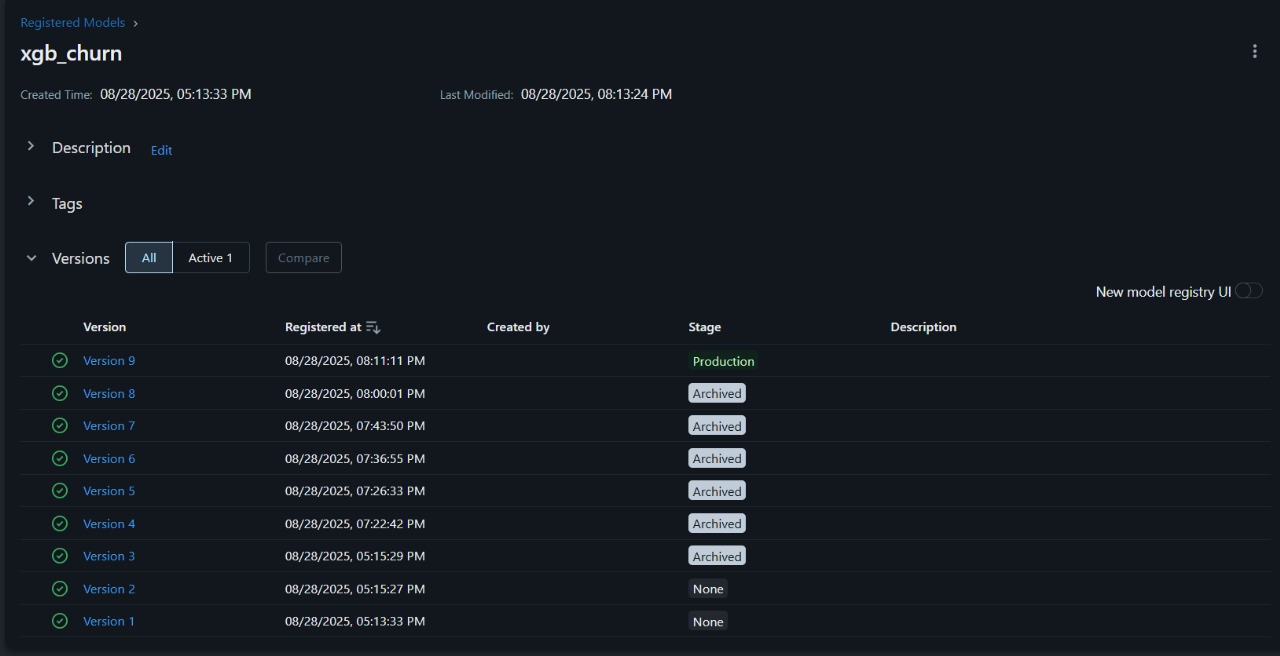 Registered Models ›
xgb_churn
Created Time: 08/28/2025, 05:13:33 PM Last Modified: 08/28/2025, 08:13:24 PM
Description Edit
Tags
Versions All Active 1 Compare
New model registry UI
Version Registered at Created by Stage Description
Version 9 08/28/2025, 08:11:11 PM Production
Version 8 08/28/2025, 08:00:01 PM Archived
Version 7 08/28/2025, 07:43:50 PM Archived
Version 6 08/28/2025, 07:36:55 PM Archived
Version 5 08/28/2025, 07:26:33 PM Archived
Version 4 08/28/2025, 07:22:42 PM Archived
Version 3 08/28/2025, 05:15:29 PM Archived
Version 2 08/28/2025, 05:15:27 PM None
Version 1 08/28/2025, 05:13:33 PM None